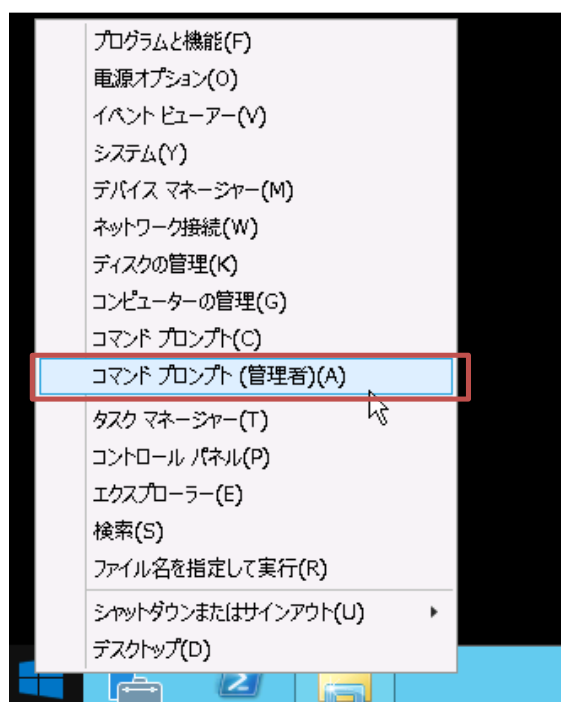 プログラムと機能(F)
電源オプション(O)
イベント ビューアー(V)
システム(Y)
デバイス マネージャー(M)
ネットワーク接続(W)
ディスクの管理(K)
コンピューターの管理(G)
コマンド プロンプト(C)
コマンド プロンプト (管理者)(A)
タスク マネージャー(T)
コントロール パネル(P)
エクスプローラー(E)
検索(S)
ファイル名を指定して実行(R)
シャットダウンまたはサインアウト(U)
デスクトップ(D)